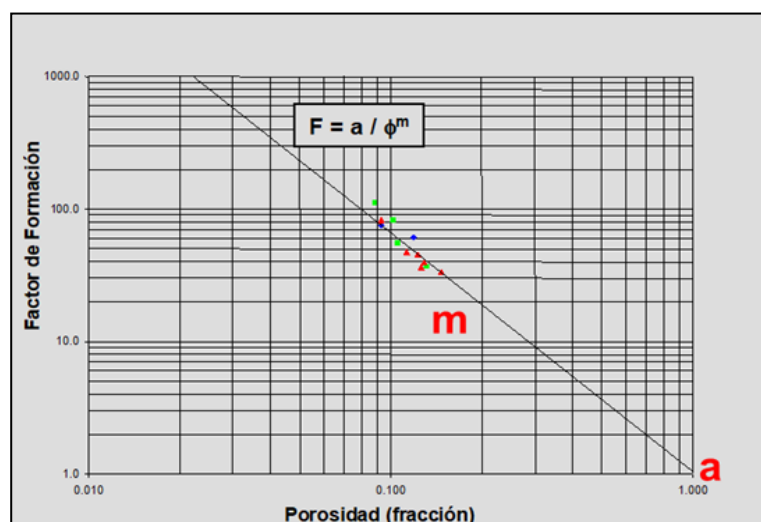 1000.0
F = a / ϕᵐ
100.0
Factor de Formación
m
10.0
1.0
a
0.010
0.100
1.000
Porosidad (fracción)